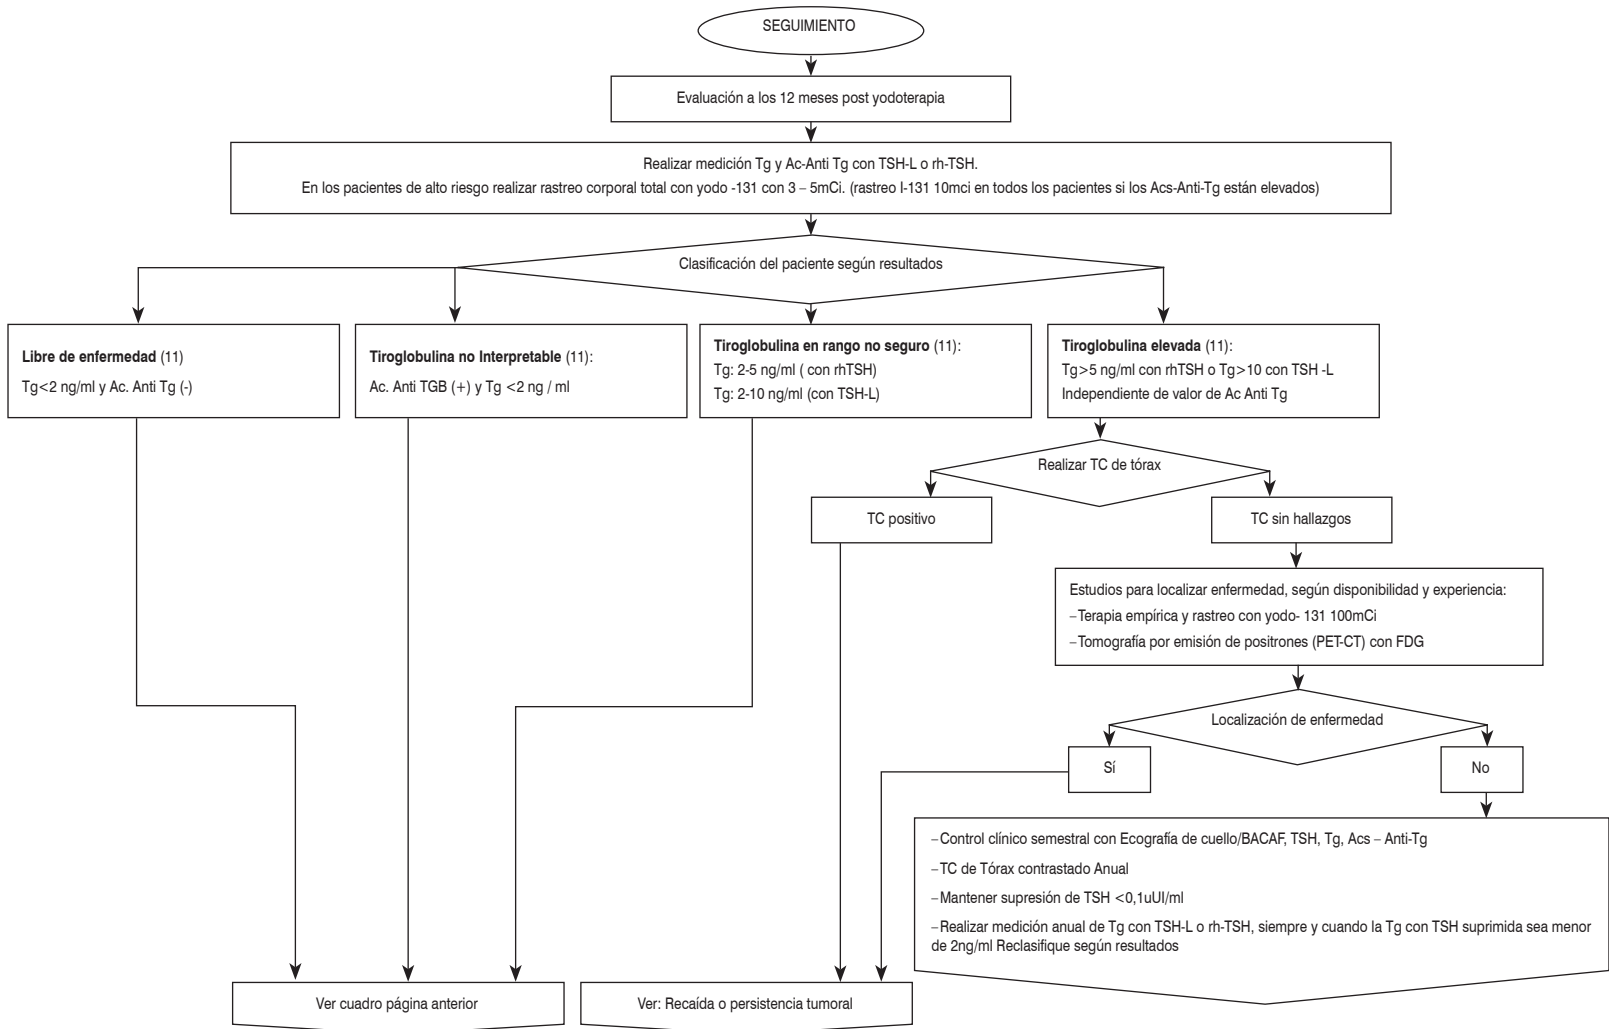 SEGUIMIENTO
Evaluación a los 12 meses post yodoterapia
Realizar medición Tg y Ac-Anti Tg con TSH-L o rh-TSH.
En los pacientes de alto riesgo realizar rastreo corporal total con yodo -131 con 3 – 5mCi. (rastreo I-131 10mci en todos los pacientes si los Acs-Anti-Tg están elevados)
Clasificación del paciente según resultados
Libre de enfermedad (11)
Tg<2 ng/ml y Ac. Anti Tg (-)
Tiroglobulina no Interpretable (11):
Ac. Anti TGB (+) y Tg <2 ng / ml
Tiroglobulina en rango no seguro (11):
Tg: 2-5 ng/ml ( con rhTSH)
Tg: 2-10 ng/ml (con TSH-L)
Tiroglobulina elevada (11):
Tg>5 ng/ml con rhTSH o Tg>10 con TSH -L
Independiente de valor de Ac Anti Tg
Realizar TC de tórax
TC positivo
TC sin hallazgos
Estudios para localizar enfermedad, según disponibilidad y experiencia:
–Terapia empírica y rastreo con yodo- 131 100mCi
–Tomografía por emisión de positrones (PET-CT) con FDG
Localización de enfermedad
Sí
No
–Control clínico semestral con Ecografía de cuello/BACAF, TSH, Tg, Acs – Anti-Tg
–TC de Tórax contrastado Anual
–Mantener supresión de TSH <0,1uUI/ml
–Realizar medición anual de Tg con TSH-L o rh-TSH, siempre y cuando la Tg con TSH suprimida sea menor
de 2ng/ml Reclasifique según resultados
Ver cuadro página anterior
Ver: Recaída o persistencia tumoral